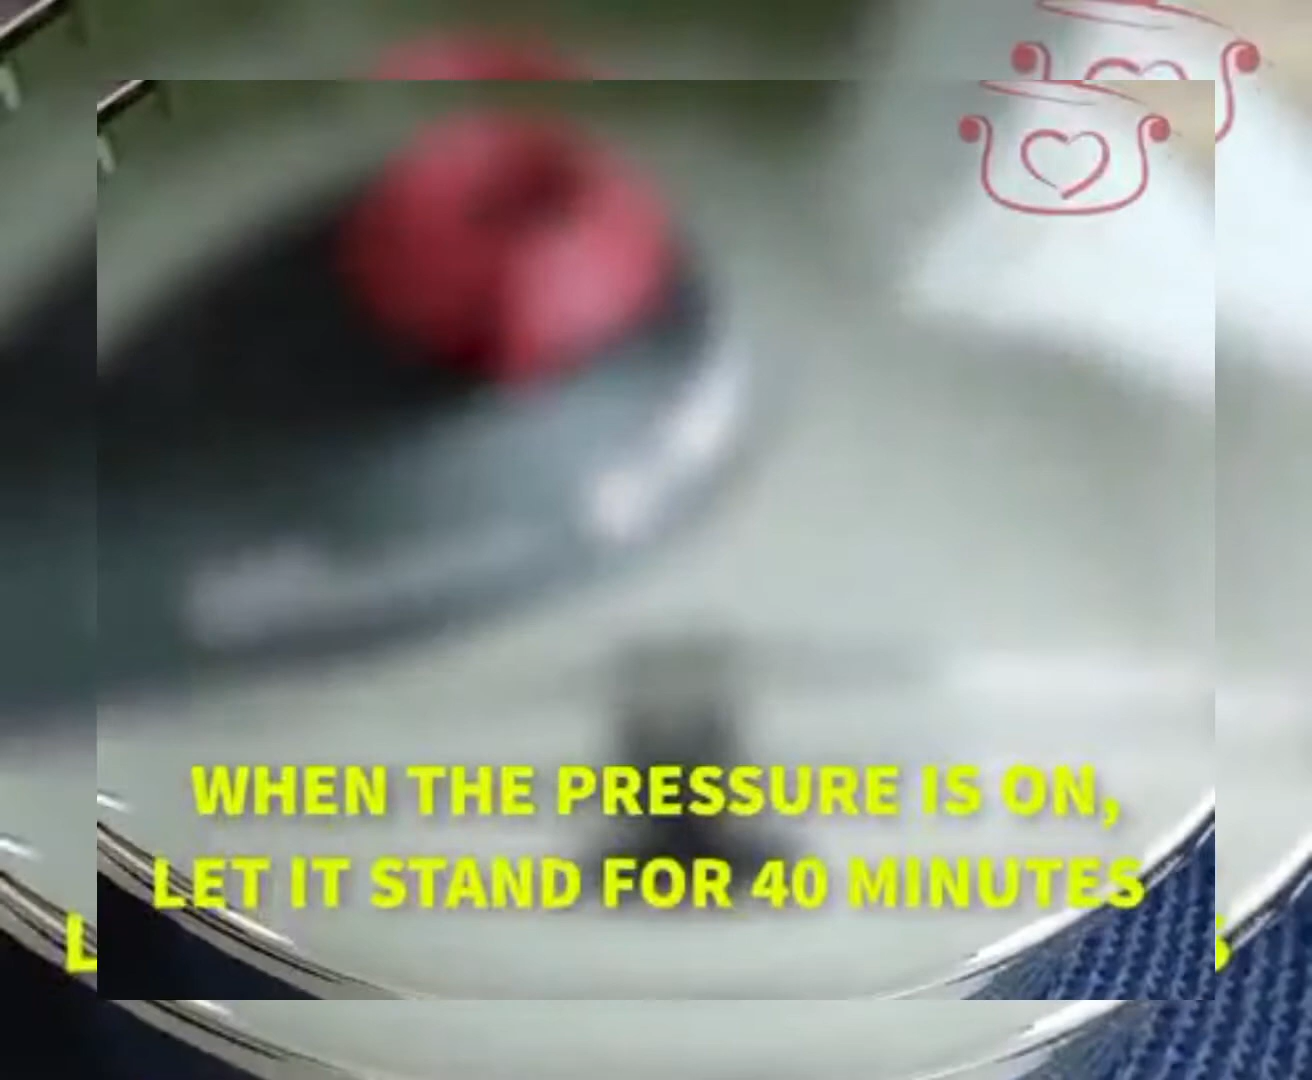 WHEN THE PRESSURE IS ON,
LET IT STAND FOR 40 MINUTES